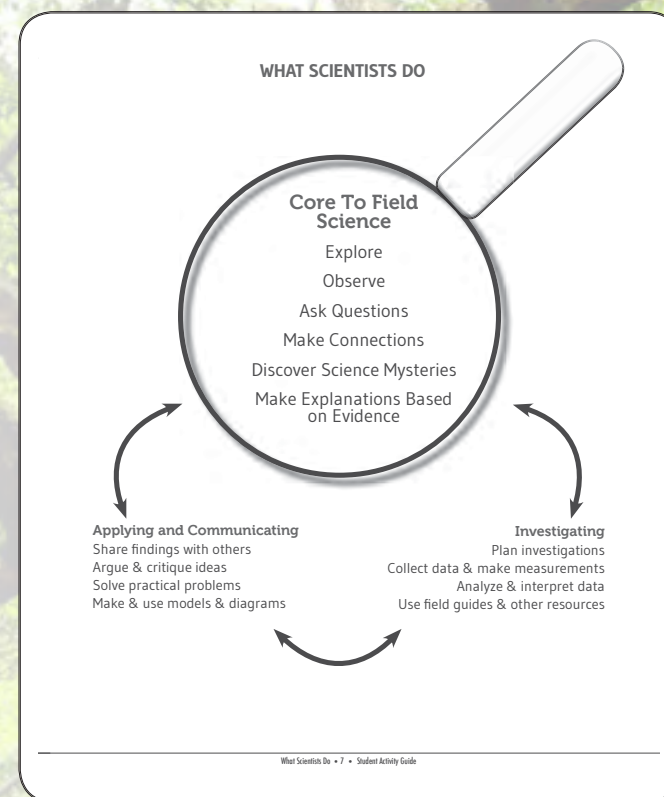 WHAT SCIENTISTS DO
Core To Field
Science
Explore
Observe
Ask Questions
Make Connections
Discover Science Mysteries
Make Explanations Based
on Evidence
Applying and Communicating
Share findings with others
Argue & critique ideas
Solve practical problems
Make & use models & diagrams
Investigating
Plan investigations
Collect data & make measurements
Analyze & interpret data
Use field guides & other resources
What Scientists Do • 7 • Student Activity Guide